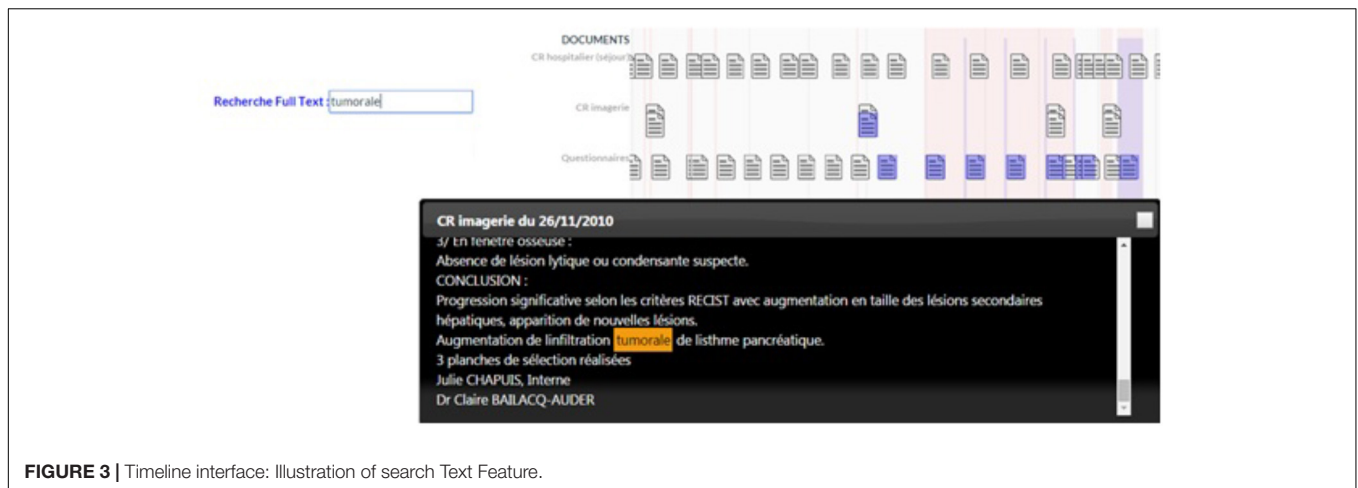 DOCUMENTS
CR hospitalier (séjour)
Recherche Full Text : tumorale
CR imagerie
Questionnaires
CR imagerie du 26/11/2010
3/ En fenetre osseuse :
Absence de lésion lytique ou condensante suspecte.
CONCLUSION :
Progression significative selon les critères RECIST avec augmentation en taille des lésions secondaires
hépatiques, apparition de nouvelles lésions.
Augmentation de linfiltration tumorale de listhme pancréatique.
3 planches de sélection réalisées
Julie CHAPUIS, Interne
Dr Claire BAILACQ-AUDER
FIGURE 3 | Timeline interface: Illustration of search Text Feature.